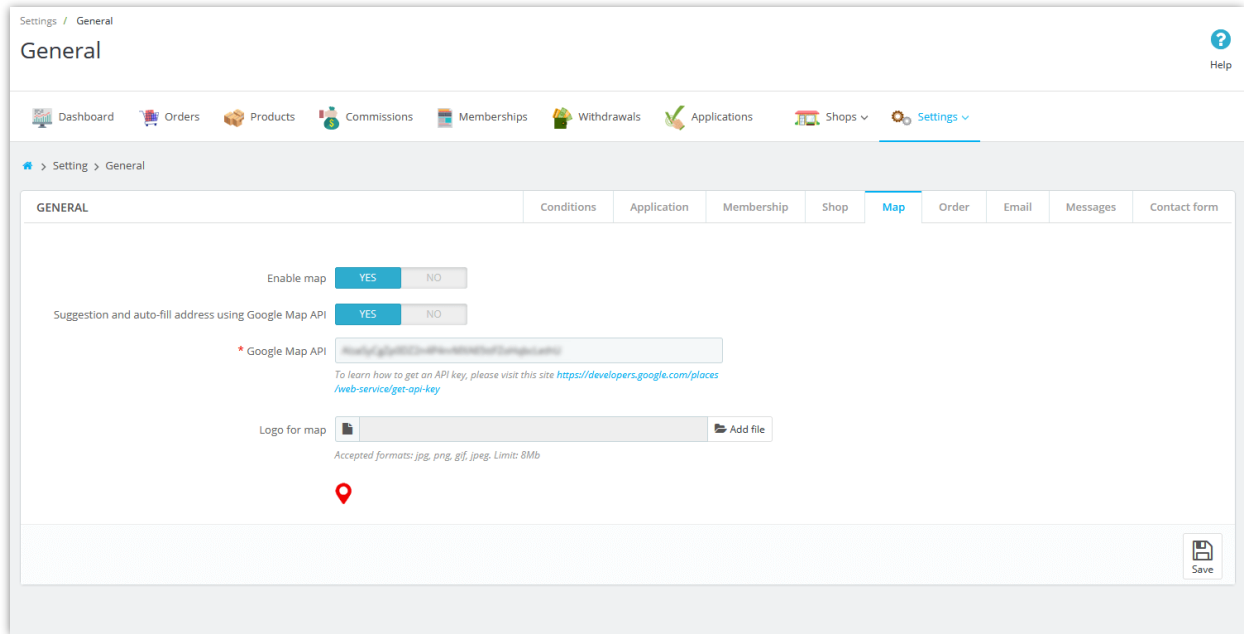 Settings / General
General
Help
Dashboard Orders Products Commissions Memberships Withdrawals Applications Shops Settings
> Setting > General
GENERAL Conditions Application Membership Shop Map Order Email Messages Contact form
Enable map YES NO
Suggestion and auto-fill address using Google Map API YES NO
* Google Map API
To learn how to get an API key, please visit this site https://developers.google.com/places
/web-service/get-api-key
Logo for map Add file
Accepted formats: jpg, png, gif, jpeg. Limit: 8Mb
Save